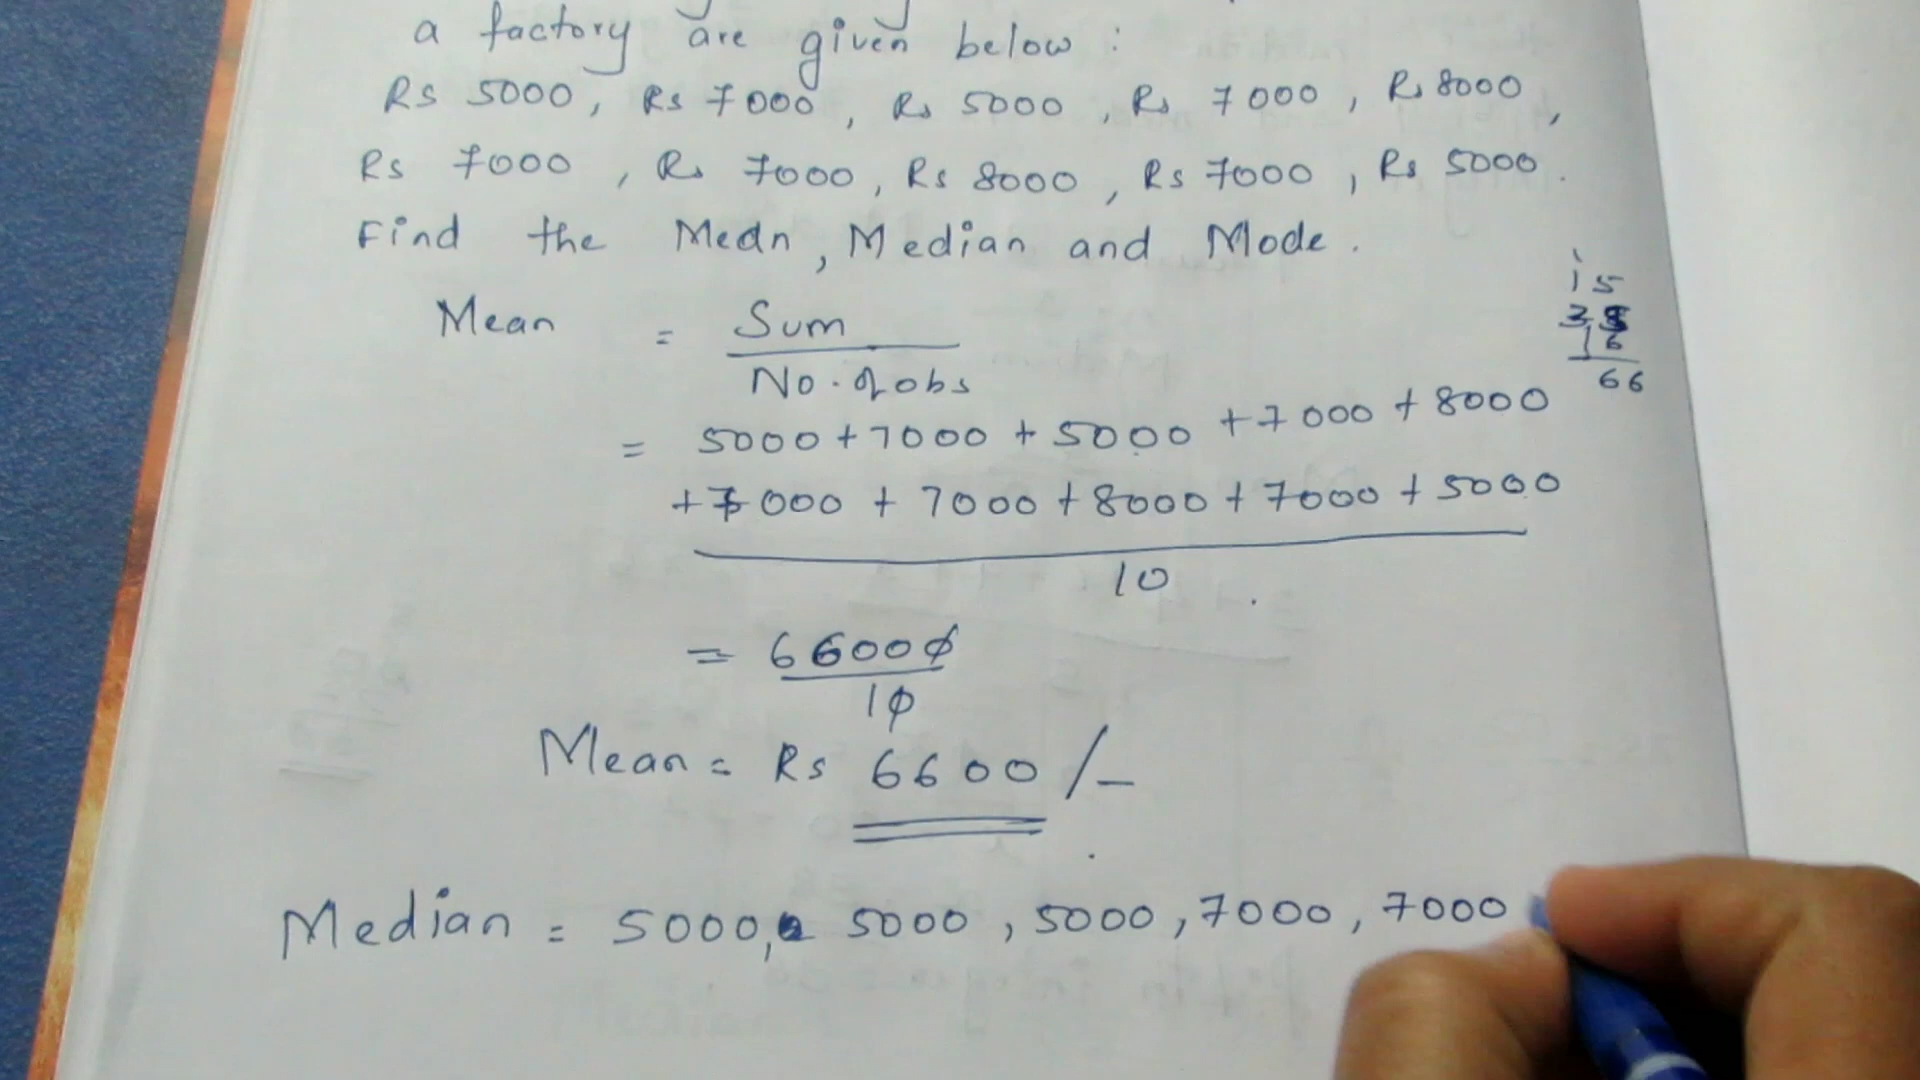 a factory are given below :
Rs 5000, Rs 7000, Rs 5000, Rs 7000, Rs 8000,
Rs 7000, Rs 7000, Rs 8000, Rs 7000, Rs 5000.
Find the Mean, Median and Mode.
Mean = Sum
No. of obs
= 5000 + 7000 + 5000 + 7000 + 8000
+ 7000 + 7000 + 8000 + 7000 + 5000
10
= 66000
10
Mean = Rs 6600/-
Median = 5000, 5000, 5000, 7000, 7000
15
35
16
66